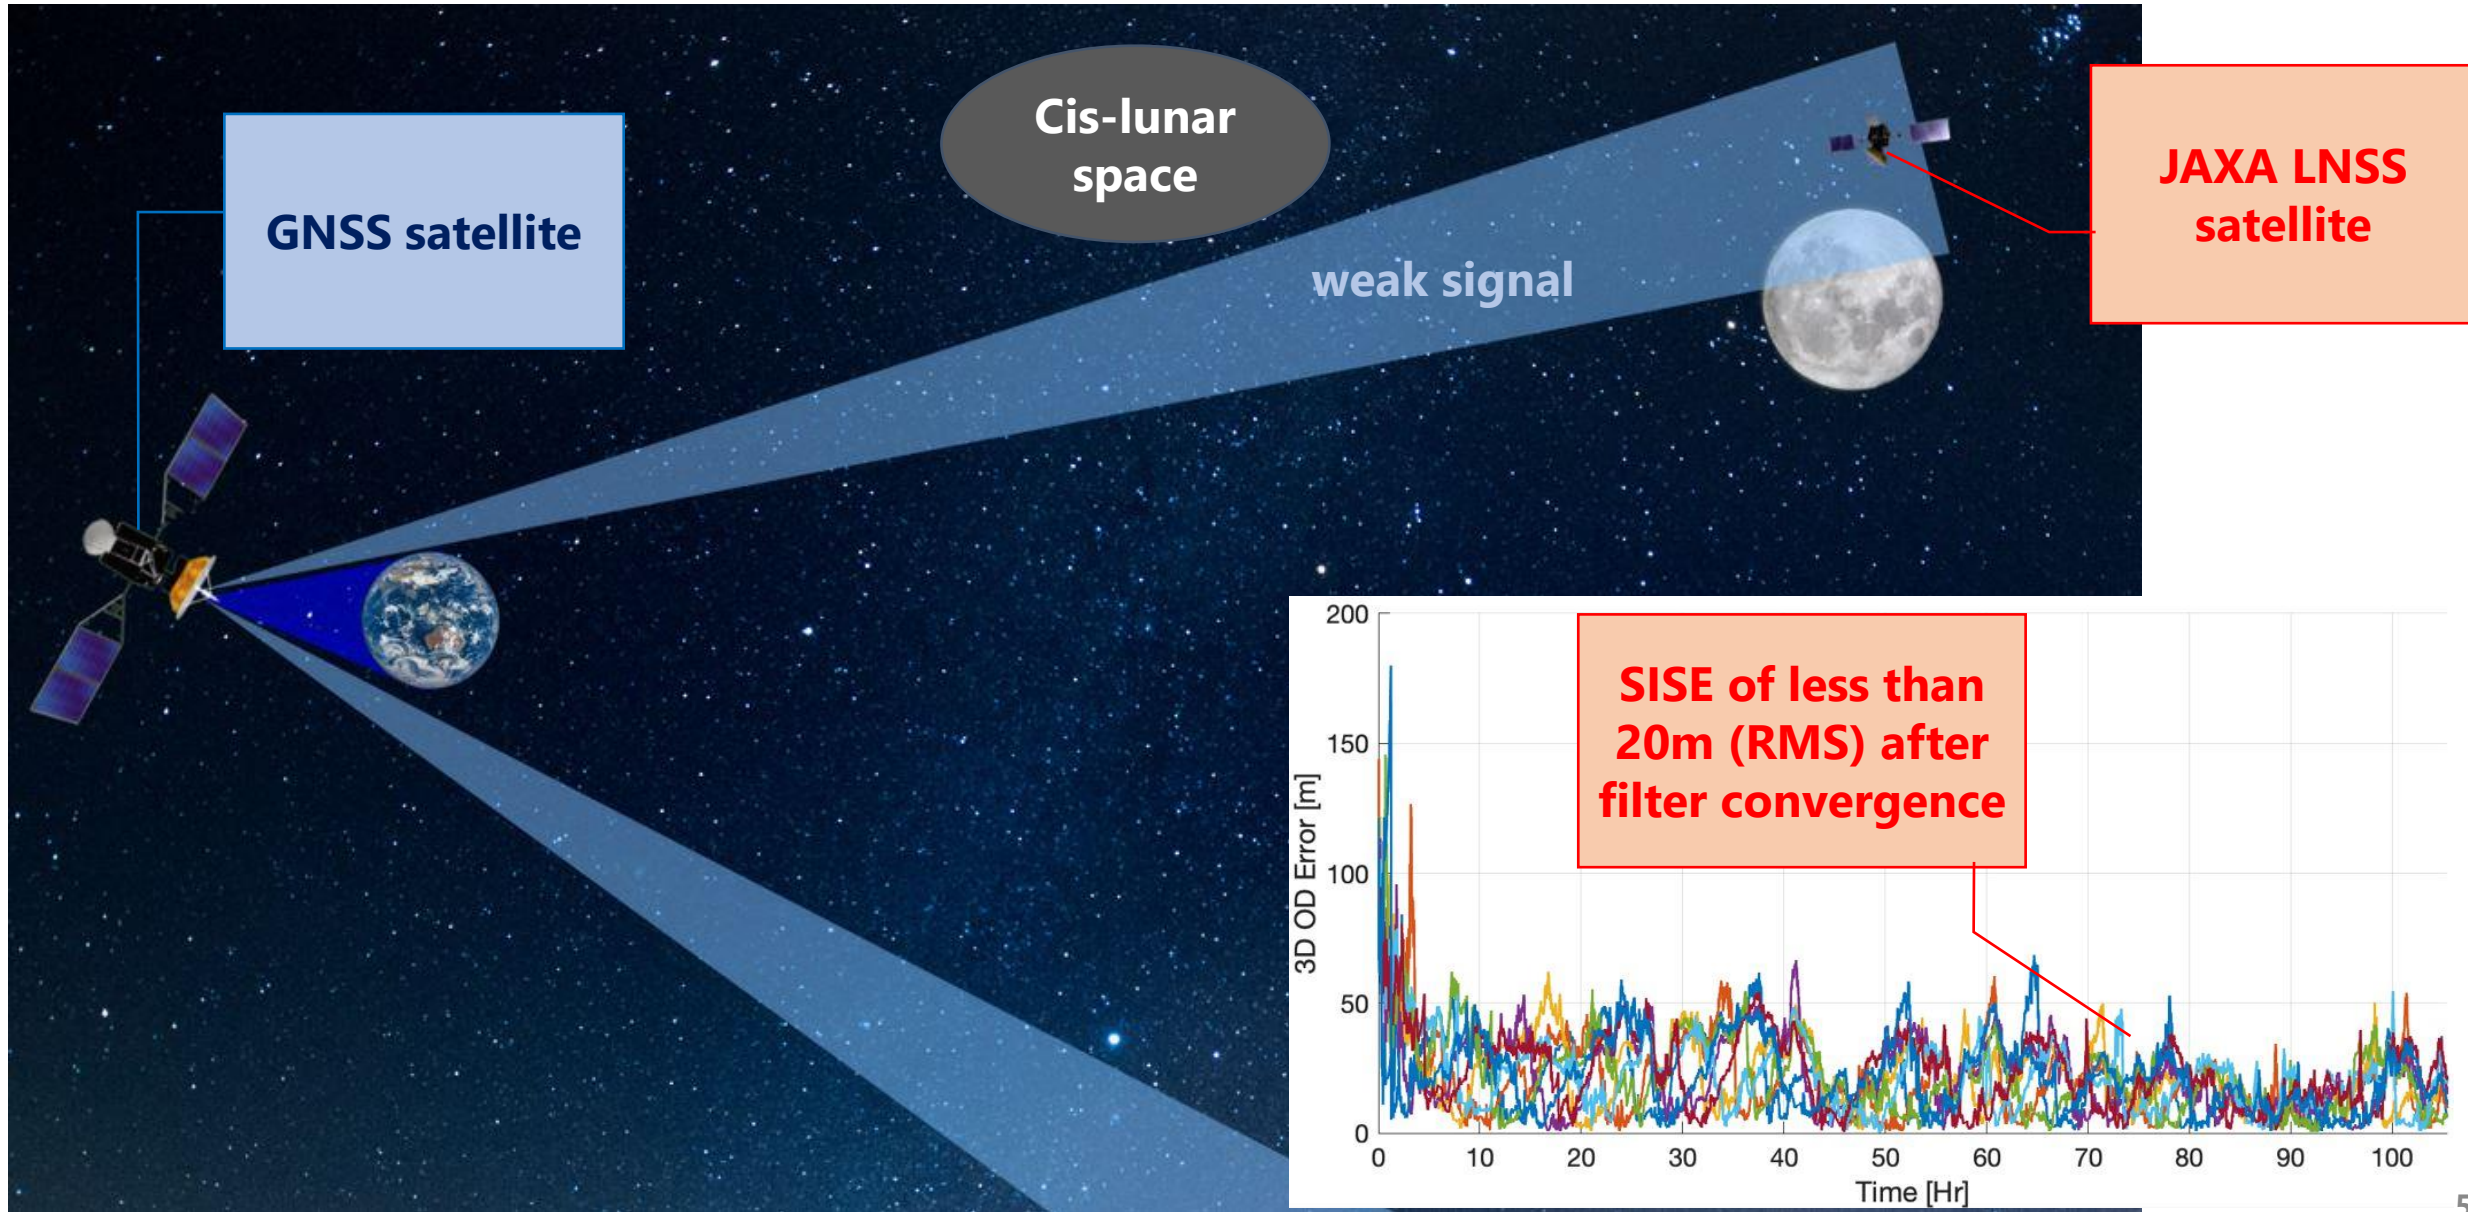 Cis-lunar
space
GNSS satellite
JAXA LNSS
satellite
weak signal
SISE of less than
20m (RMS) after
filter convergence
3D OD Error [m]
200
150
100
50
0
0 10 20 30 40 50 60 70 80 90 100
Time [Hr]
5